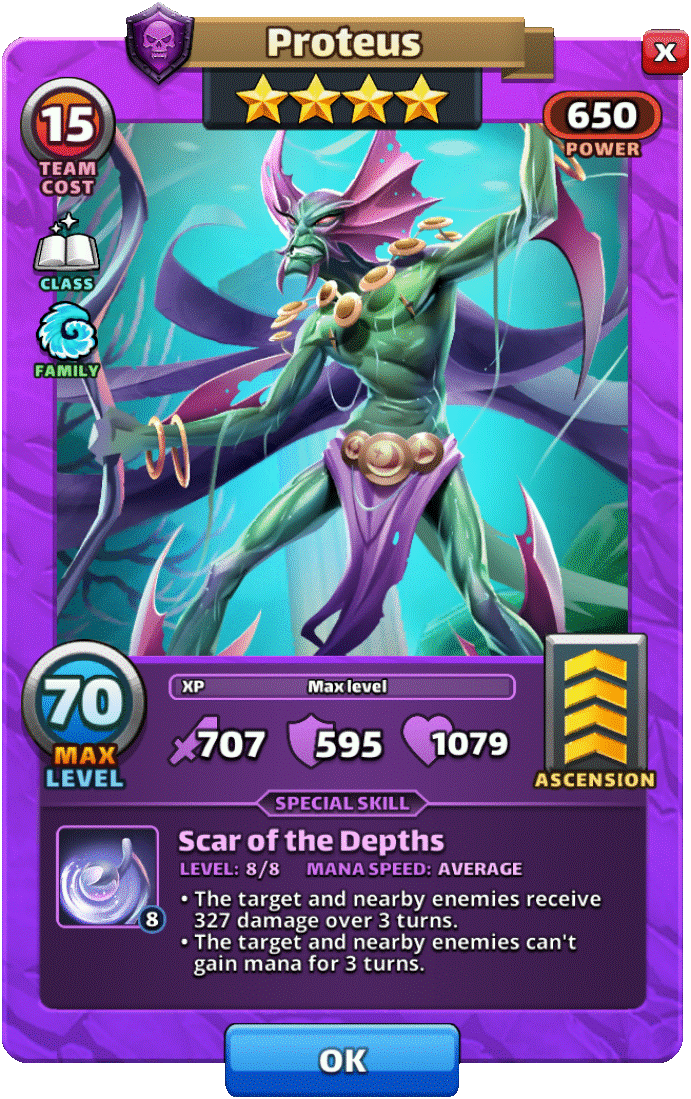 Proteus
X
15
TEAM
COST
650
POWER
CLASS
FAMILY
70
MAX
LEVEL
XP Max level
707 595 1079
ASCENSION
SPECIAL SKILL
Scar of the Depths
LEVEL: 8/8 MANA SPEED: AVERAGE
8
• The target and nearby enemies receive
327 damage over 3 turns.
• The target and nearby enemies can't
gain mana for 3 turns.
OK